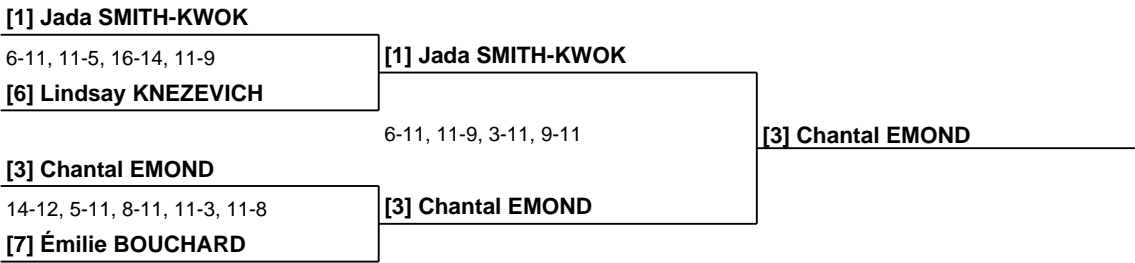 [1] Jada SMITH-KWOK
6-11, 11-5, 16-14, 11-9
[1] Jada SMITH-KWOK
[6] Lindsay KNEZEVICH
6-11, 11-9, 3-11, 9-11
[3] Chantal EMOND
[3] Chantal EMOND
14-12, 5-11, 8-11, 11-3, 11-8
[3] Chantal EMOND
[7] Émilie BOUCHARD